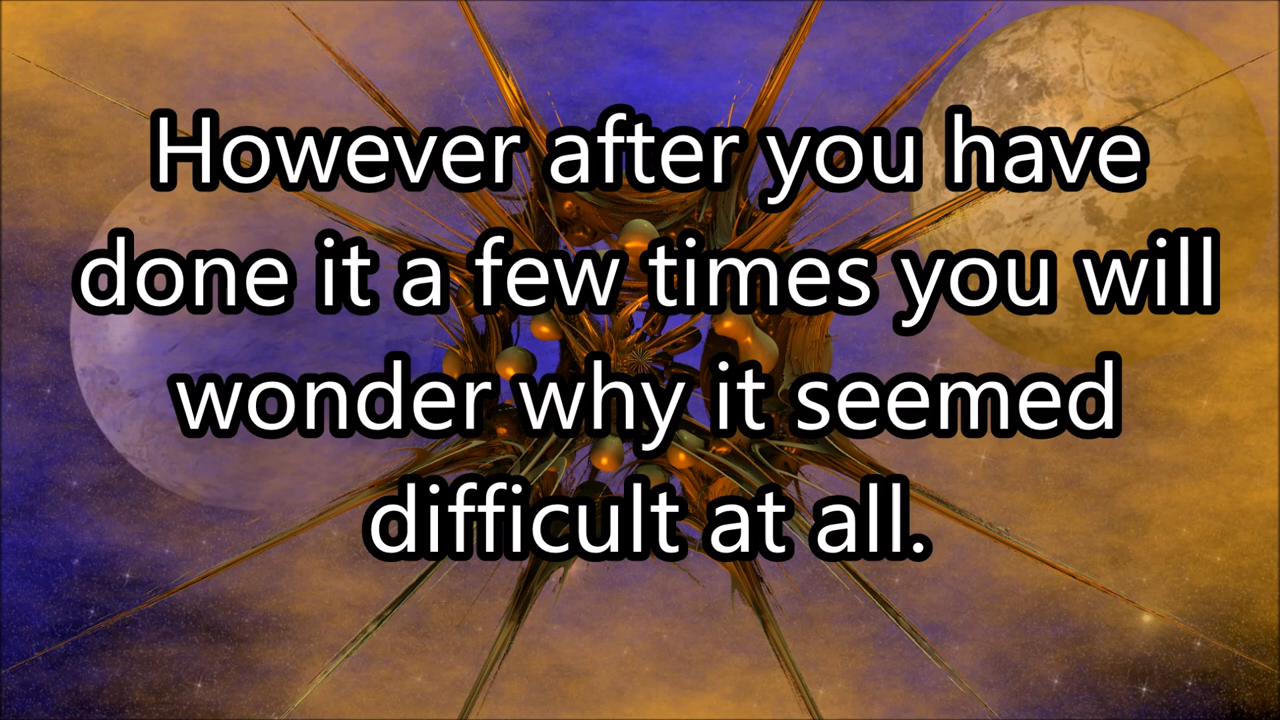 However after you have
done it a few times you will
wonder why it seemed
difficult at all.